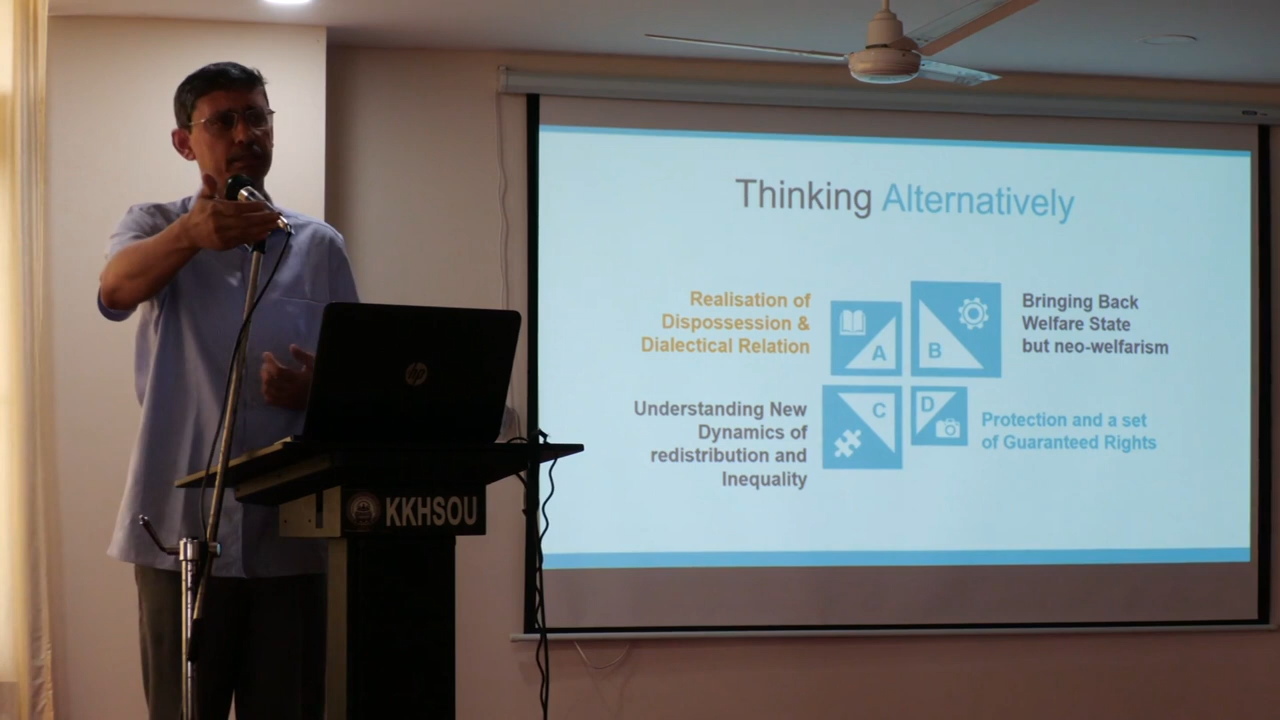 Thinking Alternatively
Realisation of
Dispossession &
Dialectical Relation
A
B
Bringing Back
Welfare State
but neo-welfarism
Understanding New
Dynamics of
redistribution and
Inequality
C
D
Protection and a set
of Guaranteed Rights
hp
KKHSOU